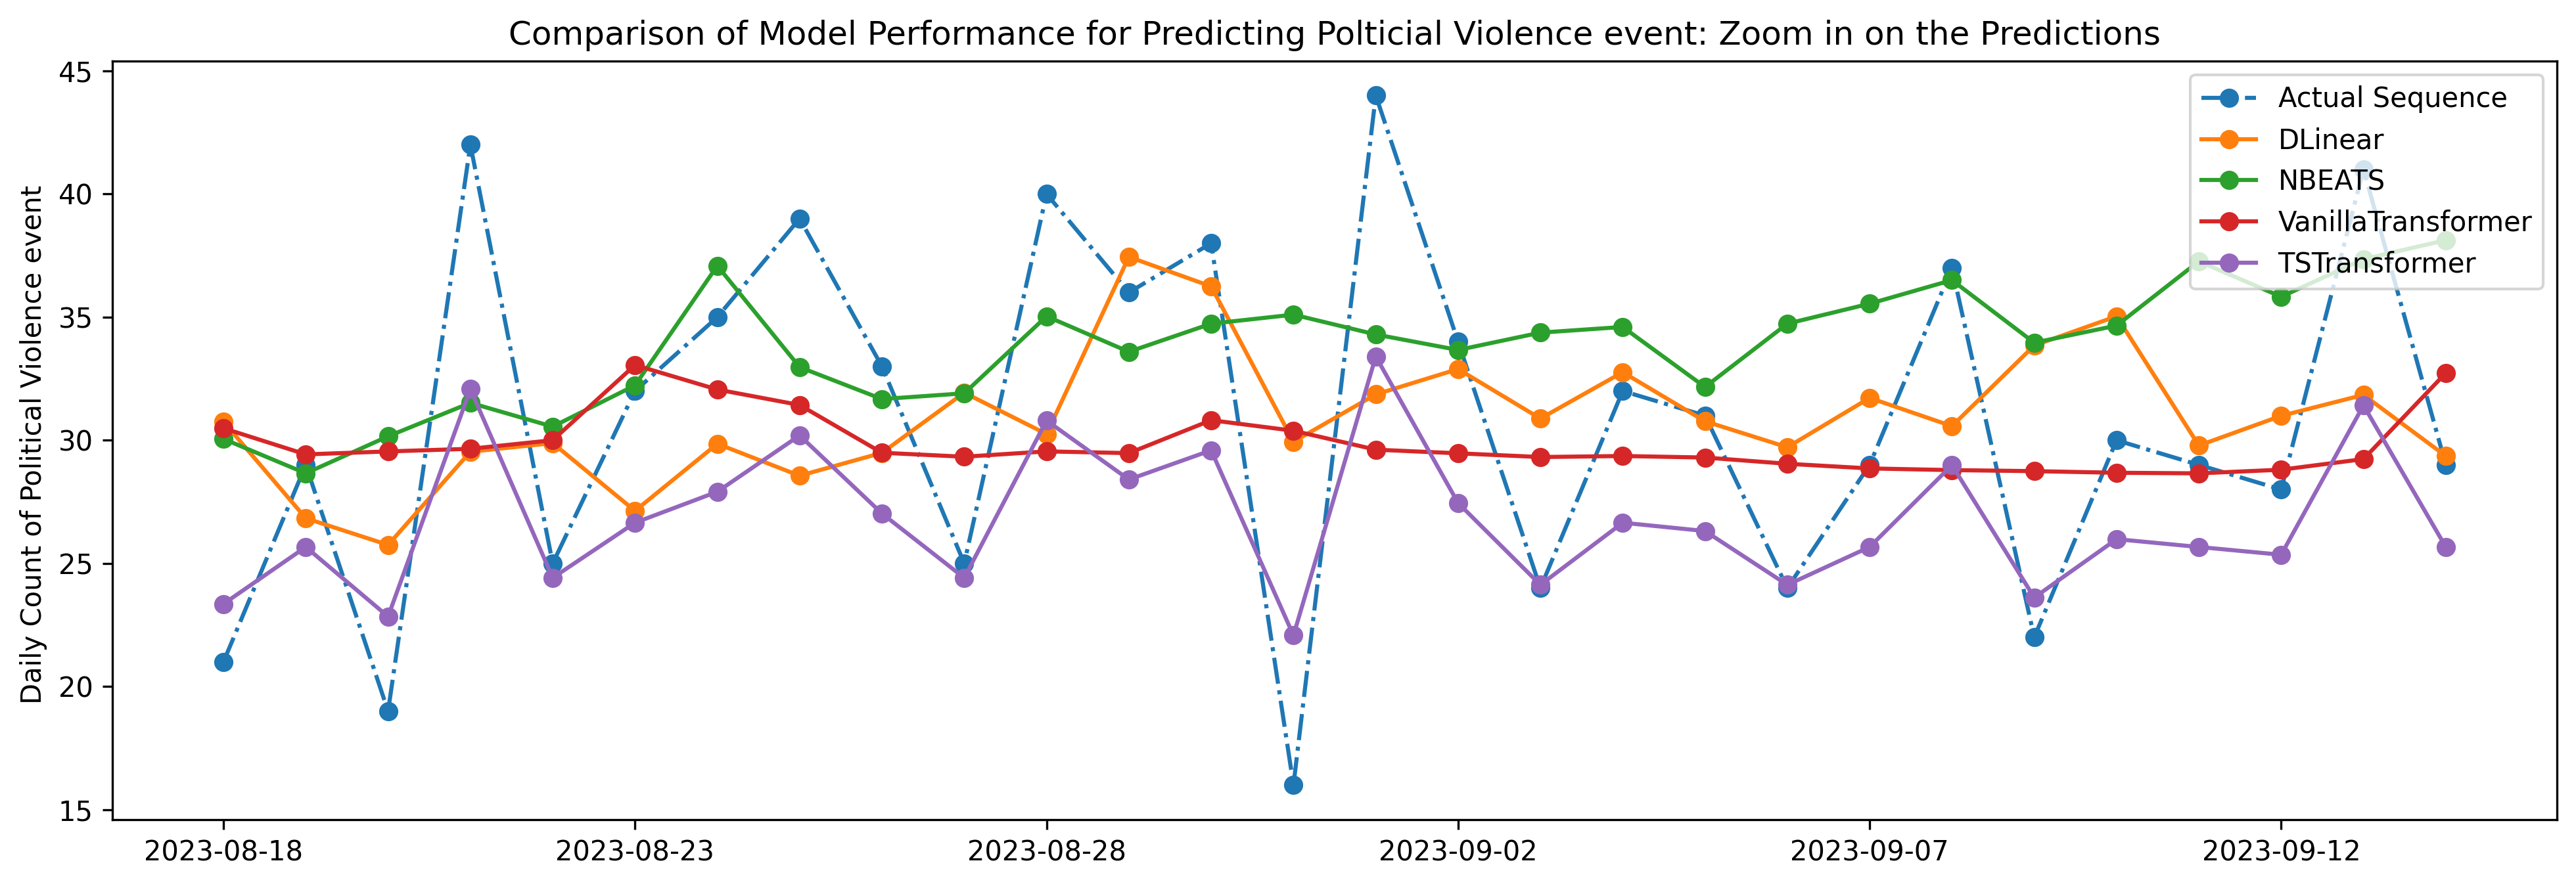 Comparison of Model Performance for Predicting Polticial Violence event: Zoom in on the Predictions
Daily Count of Political Violence event
45
40
35
30
25
20
15
Actual Sequence
DLinear
NBEATS
VanillaTransformer
TSTransformer
2023-08-18
2023-08-23
2023-08-28
2023-09-02
2023-09-07
2023-09-12